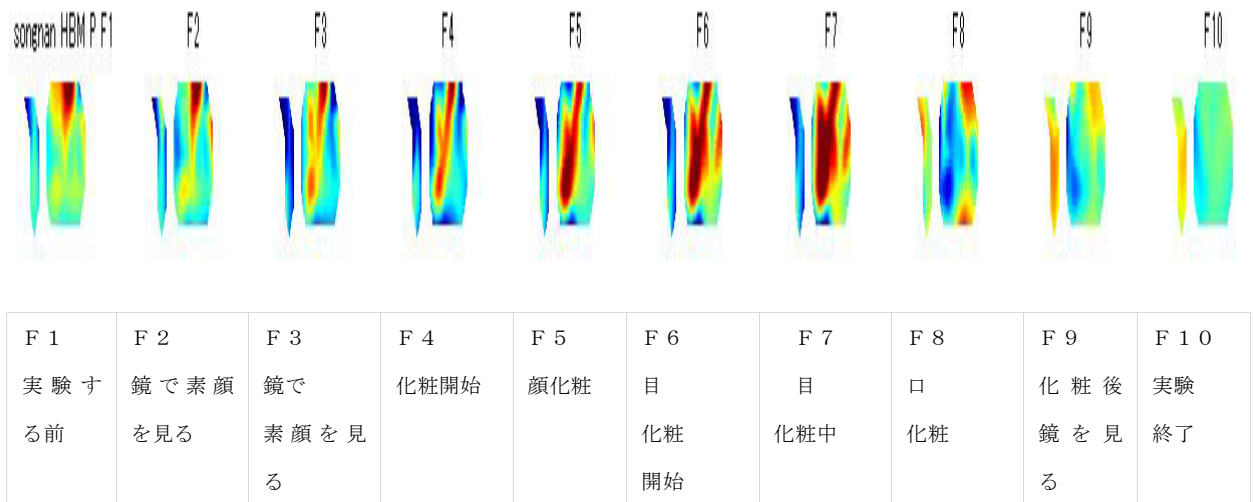 songnan HBM P F1 F2 F3 F4 F5 F6 F7 F8 F9 F10
F1
実験す
る前
F2
鏡で素顔
を見る
F3
鏡で
素顔を見
る
F4
化粧開始
F5
顔化粧
F6
目
化粧
開始
F7
目
化粧中
F8
口
化粧
F9
化粧後
鏡を見
る
F10
実験
終了